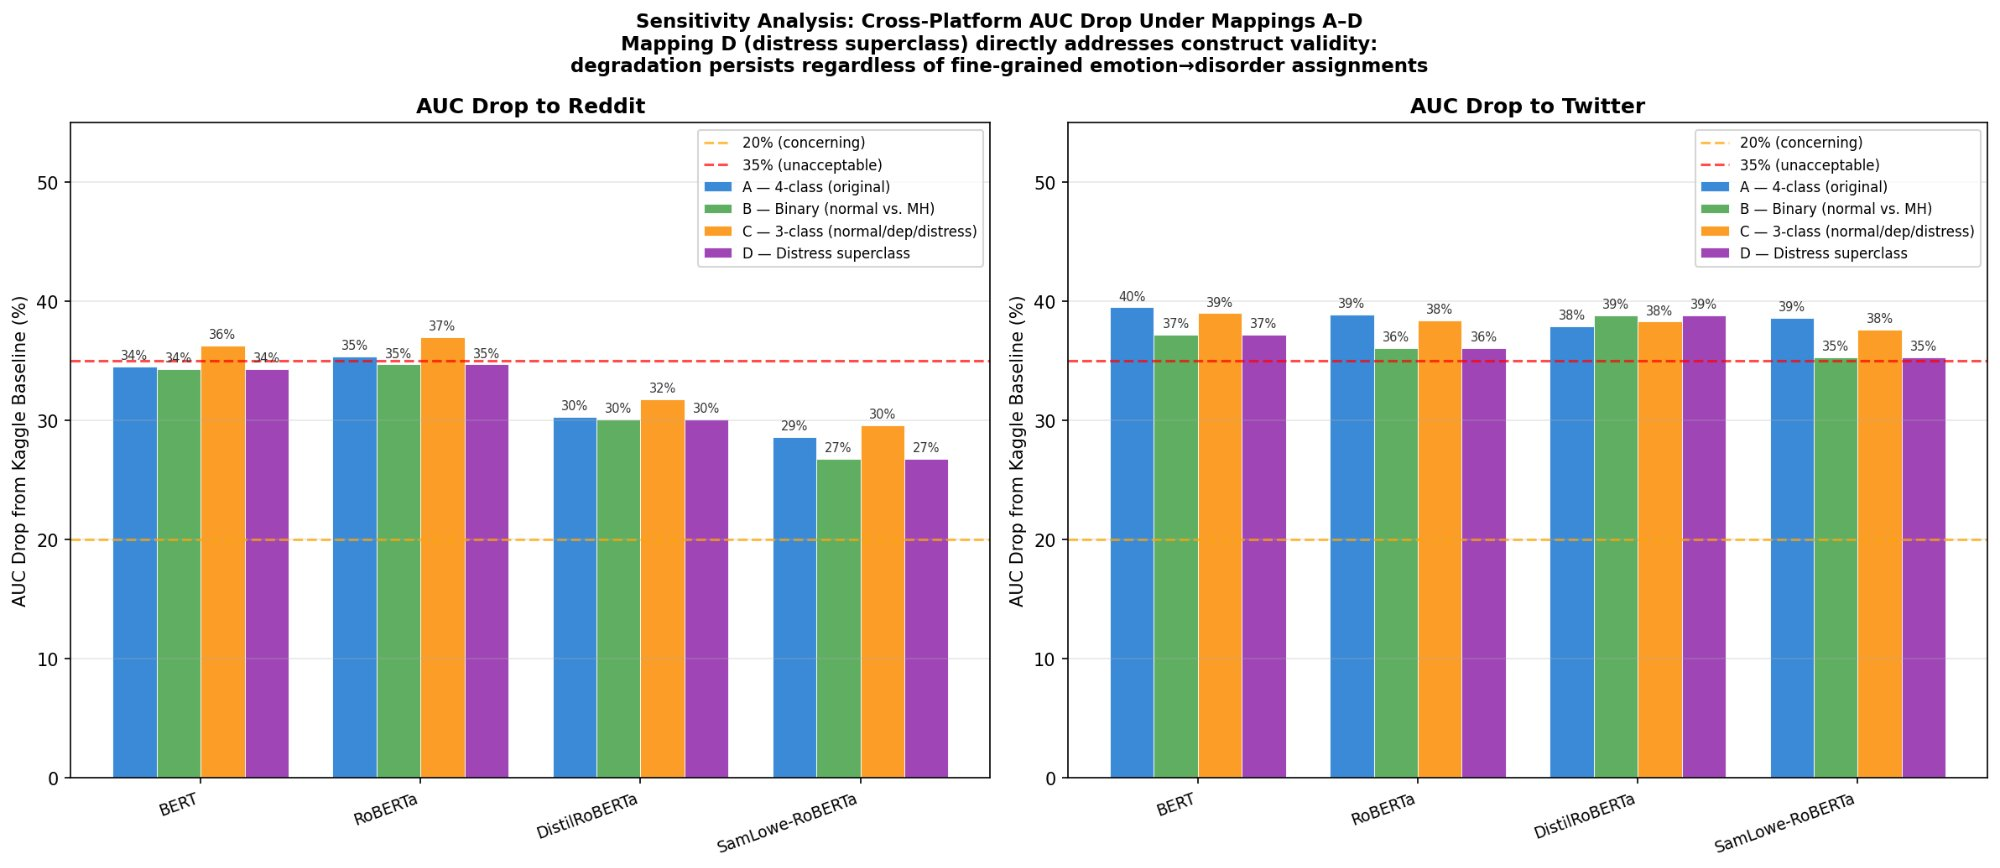 Sensitivity Analysis: Cross-Platform AUC Drop Under Mappings A–D
Mapping D (distress superclass) directly addresses construct validity:
degradation persists regardless of fine-grained emotion→disorder assignments
AUC Drop to Reddit
AUC Drop from Kaggle Baseline (%)
50
40
30
20
10
0
20% (concerning)
35% (unacceptable)
A — 4-class (original)
B — Binary (normal vs. MH)
C — 3-class (normal/dep/distress)
D — Distress superclass
34%
34%
36%
34%
35%
35%
37%
35%
30%
30%
32%
30%
29%
27%
30%
27%
BERT
RoBERTa
DistilRoBERTa
SamLowe-RoBERTa
AUC Drop to Twitter
AUC Drop from Kaggle Baseline (%)
50
40
30
20
10
0
20% (concerning)
35% (unacceptable)
A — 4-class (original)
B — Binary (normal vs. MH)
C — 3-class (normal/dep/distress)
D — Distress superclass
40%
37%
39%
37%
39%
36%
38%
36%
38%
39%
38%
39%
39%
35%
38%
35%
BERT
RoBERTa
DistilRoBERTa
SamLowe-RoBERTa